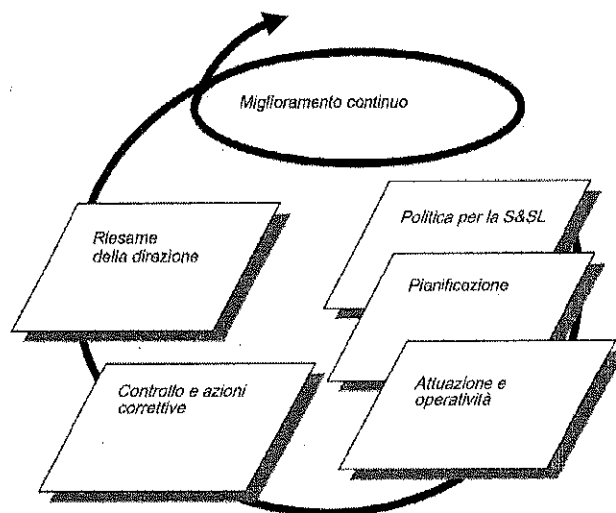 Miglioramento continuo
Politica per la S&SL
Riesame
della direzione
Pianificazione
Controllo e azioni
correttive
Attuazione e
operatività